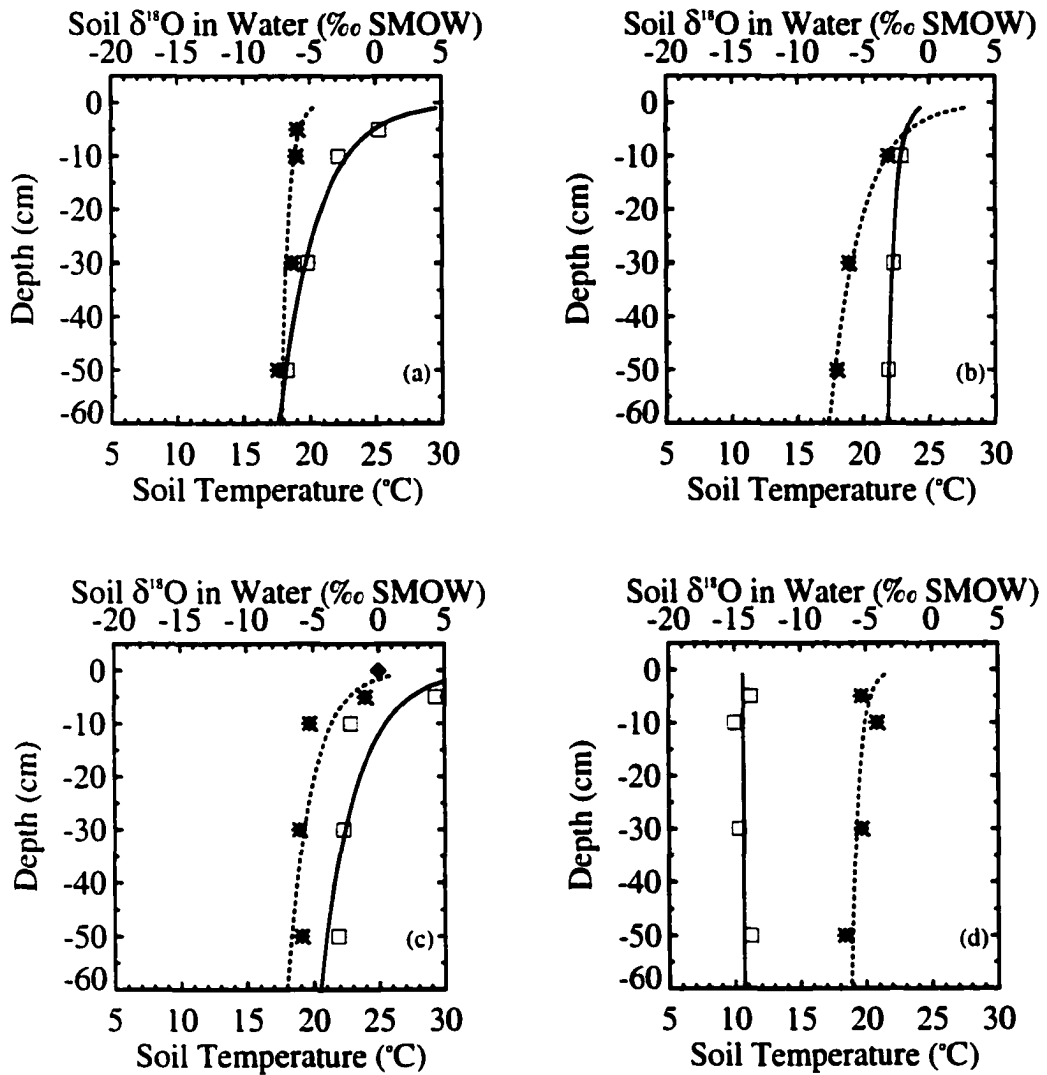 Soil δ¹⁸O in Water (‰ SMOW)
-20 -15 -10 -5 0 5
0
-10
-20
-30
-40
-50
-60
Depth (cm)
(a)
5 10 15 20 25 30
Soil Temperature (°C)
Soil δ¹⁸O in Water (‰ SMOW)
-20 -15 -10 -5 0 5
0
-10
-20
-30
-40
-50
-60
Depth (cm)
(b)
5 10 15 20 25 30
Soil Temperature (°C)
Soil δ¹⁸O in Water (‰ SMOW)
-20 -15 -10 -5 0 5
0
-10
-20
-30
-40
-50
-60
Depth (cm)
(c)
5 10 15 20 25 30
Soil Temperature (°C)
Soil δ¹⁸O in Water (‰ SMOW)
-20 -15 -10 -5 0 5
0
-10
-20
-30
-40
-50
-60
Depth (cm)
(d)
5 10 15 20 25 30
Soil Temperature (°C)